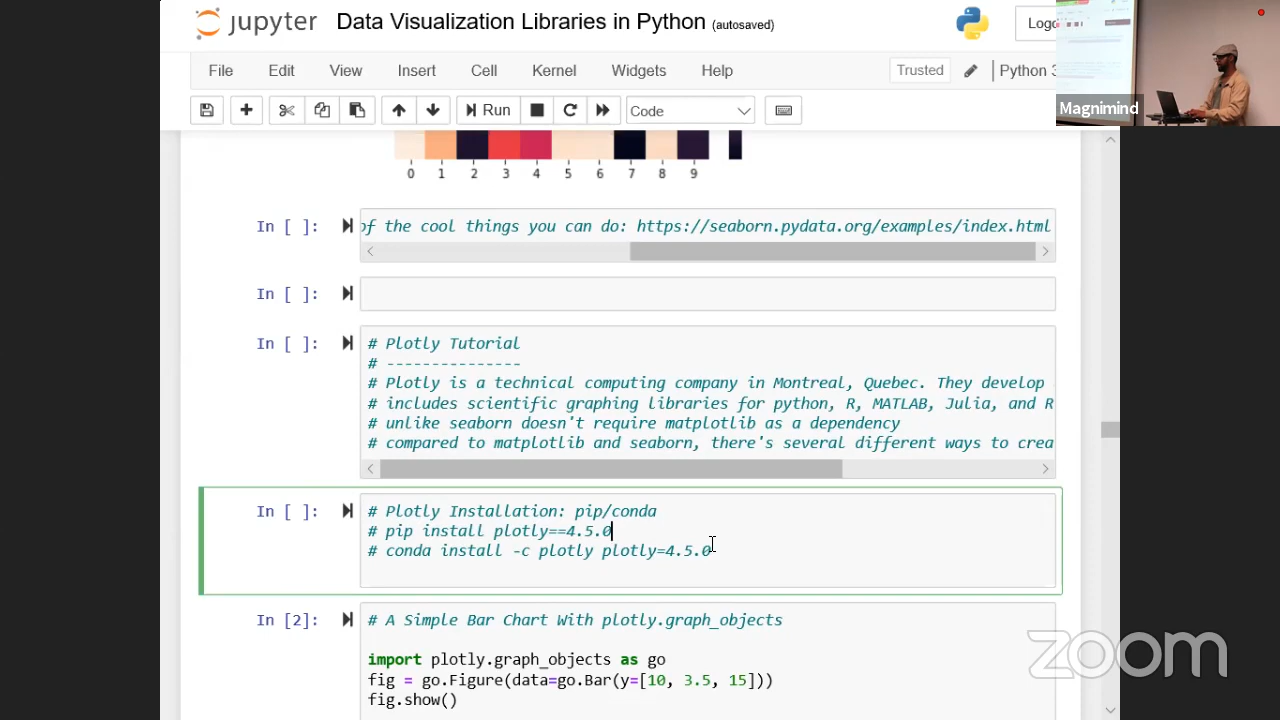 jupyter Data Visualization Libraries in Python (autosaved)
Magnimind
File Edit View Insert Cell Kernel Widgets Help Trusted Python 3
Run Code
0 1 2 3 4 5 6 7 8 9
In [ ]: of the cool things you can do: https://seaborn.pydata.org/examples/index.html
In [ ]:
In [ ]: # Plotly Tutorial
# ---------------
# Plotly is a technical computing company in Montreal, Quebec. They develop
# includes scientific graphing libraries for python, R, MATLAB, Julia, and R
# unlike seaborn doesn't require matplotlib as a dependency
# compared to matplotlib and seaborn, there's several different ways to crea
In [ ]: # Plotly Installation: pip/conda
# pip install plotly==4.5.0
# conda install -c plotly plotly=4.5.0
In [2]: # A Simple Bar Chart With plotly.graph_objects
import plotly.graph_objects as go
fig = go.Figure(data=go.Bar(y=[10, 3.5, 15]))
fig.show()
zoom